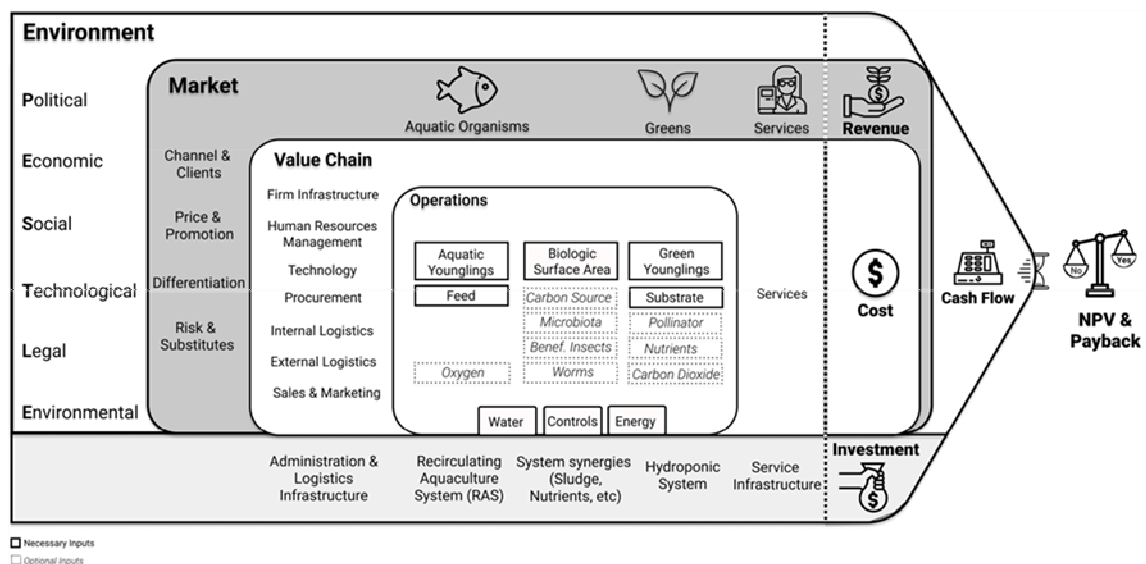 Environment
Political
Economic
Social
Technological
Legal
Environmental
Market
Aquatic Organisms
Greens
Services
Revenue
Channel &
Clients
Price &
Promotion
Differentiation
Risk &
Substitutes
Value Chain
Firm Infrastructure
Human Resources
Management
Technology
Procurement
Internal Logistics
External Logistics
Sales & Marketing
Operations
Aquatic
Younglings
Feed
Oxygen
Biologic
Surface Area
Carbon Source
Microbiota
Benef. Insects
Worms
Green
Younglings
Substrate
Pollinator
Nutrients
Carbon Dioxide
Water
Controls
Energy
Services
$
Cost
Cash Flow
No
Yes
NPV &
Payback
Administration &
Logistics
Infrastructure
Recirculating
Aquaculture
System (RAS)
System synergies
(Sludge,
Nutrients, etc)
Hydroponic
System
Service
Infrastructure
Investment
$
Necessary Inputs
Optional Inputs